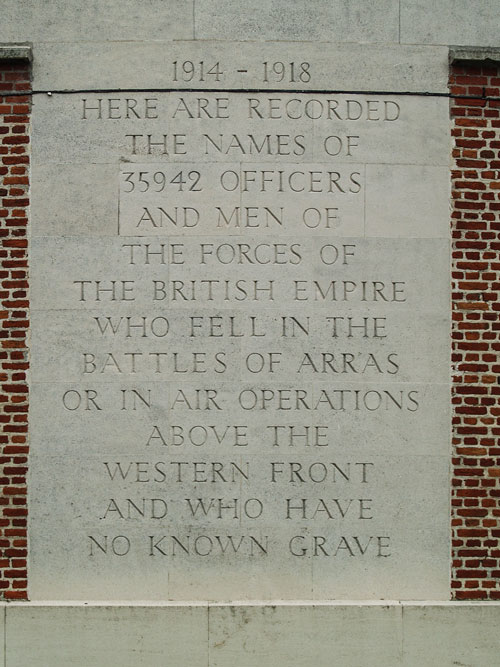 1914 - 1918
HERE ARE RECORDED
THE NAMES OF
35942 OFFICERS
AND MEN OF
THE FORCES OF
THE BRITISH EMPIRE
WHO FELL IN THE
BATTLES OF ARRAS
OR IN AIR OPERATIONS
ABOVE THE
WESTERN FRONT
AND WHO HAVE
NO KNOWN GRAVE